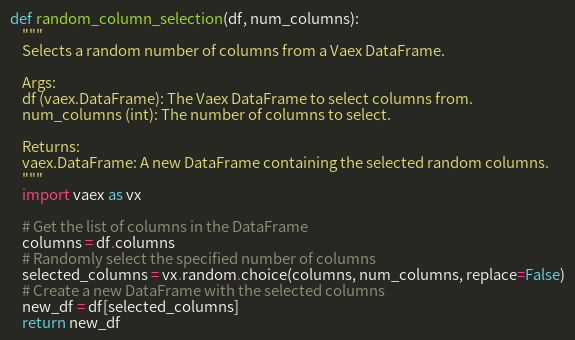 def random_column_selection(df, num_columns):
    """
    Selects a random number of columns from a Vaex DataFrame.

    Args:
    df (vaex.DataFrame): The Vaex DataFrame to select columns from.
    num_columns (int): The number of columns to select.

    Returns:
    vaex.DataFrame: A new DataFrame containing the selected random columns.
    """
    import vaex as vx

    # Get the list of columns in the DataFrame
    columns = df.columns
    # Randomly select the specified number of columns
    selected_columns = vx.random.choice(columns, num_columns, replace=False)
    # Create a new DataFrame with the selected columns
    new_df = df[selected_columns]
    return new_df